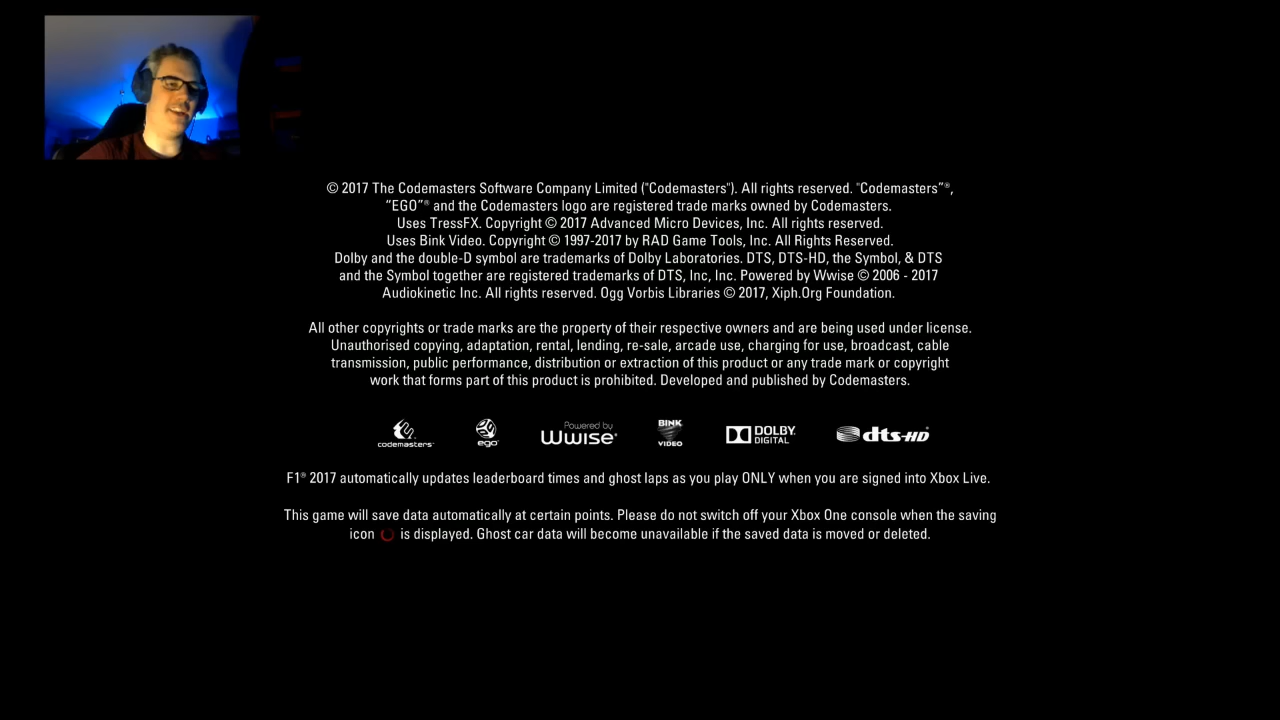 © 2017 The Codemasters Software Company Limited ("Codemasters"). All rights reserved. "Codemasters”®,
“EGO”® and the Codemasters logo are registered trade marks owned by Codemasters.
Uses TressFX. Copyright © 2017 Advanced Micro Devices, Inc. All rights reserved.
Uses Bink Video. Copyright © 1997-2017 by RAD Game Tools, Inc. All Rights Reserved.
Dolby and the double-D symbol are trademarks of Dolby Laboratories. DTS, DTS-HD, the Symbol, & DTS
and the Symbol together are registered trademarks of DTS, Inc, Inc. Powered by Wwise © 2006 - 2017
Audiokinetic Inc. All rights reserved. Ogg Vorbis Libraries © 2017, Xiph.Org Foundation.
All other copyrights or trade marks are the property of their respective owners and are being used under license.
Unauthorised copying, adaptation, rental, lending, re-sale, arcade use, charging for use, broadcast, cable
transmission, public performance, distribution or extraction of this product or any trade mark or copyright
work that forms part of this product is prohibited. Developed and published by Codemasters.
codemasters® ego® Powered by Wwise® BINK VIDEO DOLBY DIGITAL dts-HD
F1® 2017 automatically updates leaderboard times and ghost laps as you play ONLY when you are signed into Xbox Live.
This game will save data automatically at certain points. Please do not switch off your Xbox One console when the saving
icon is displayed. Ghost car data will become unavailable if the saved data is moved or deleted.